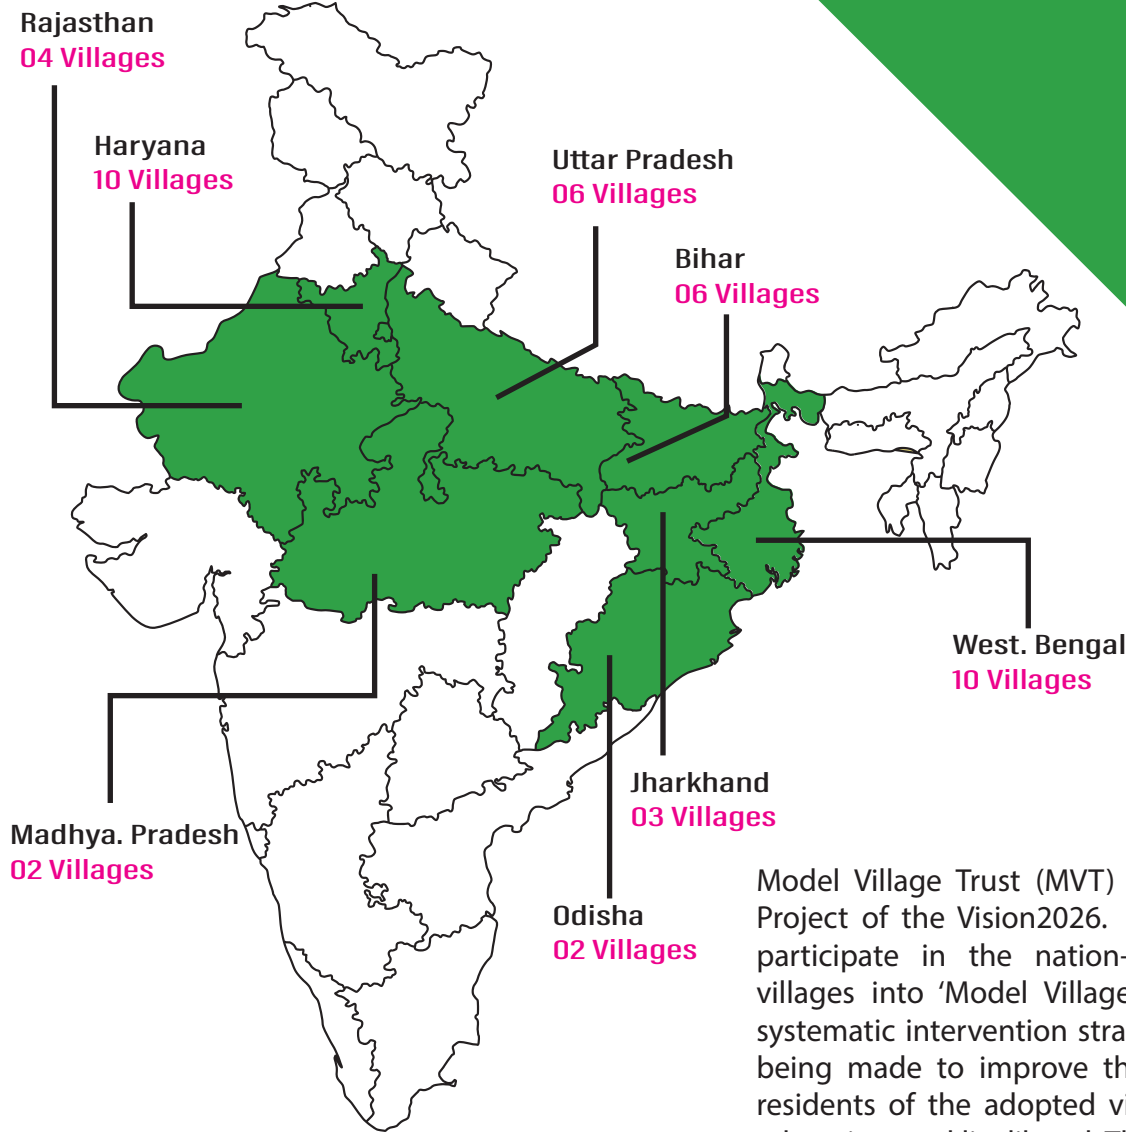 Rajasthan
04 Villages
Haryana
10 Villages
Uttar Pradesh
06 Villages
Bihar
06 Villages
West. Bengal
10 Villages
Jharkhand
03 Villages
Madhya. Pradesh
02 Villages
Odisha
02 Villages
Model Village Trust (MVT)
Project of the Vision2026.
participate in the nation-
villages into ‘Model Village
systematic intervention stra
being made to improve th
residents of the adopted vi